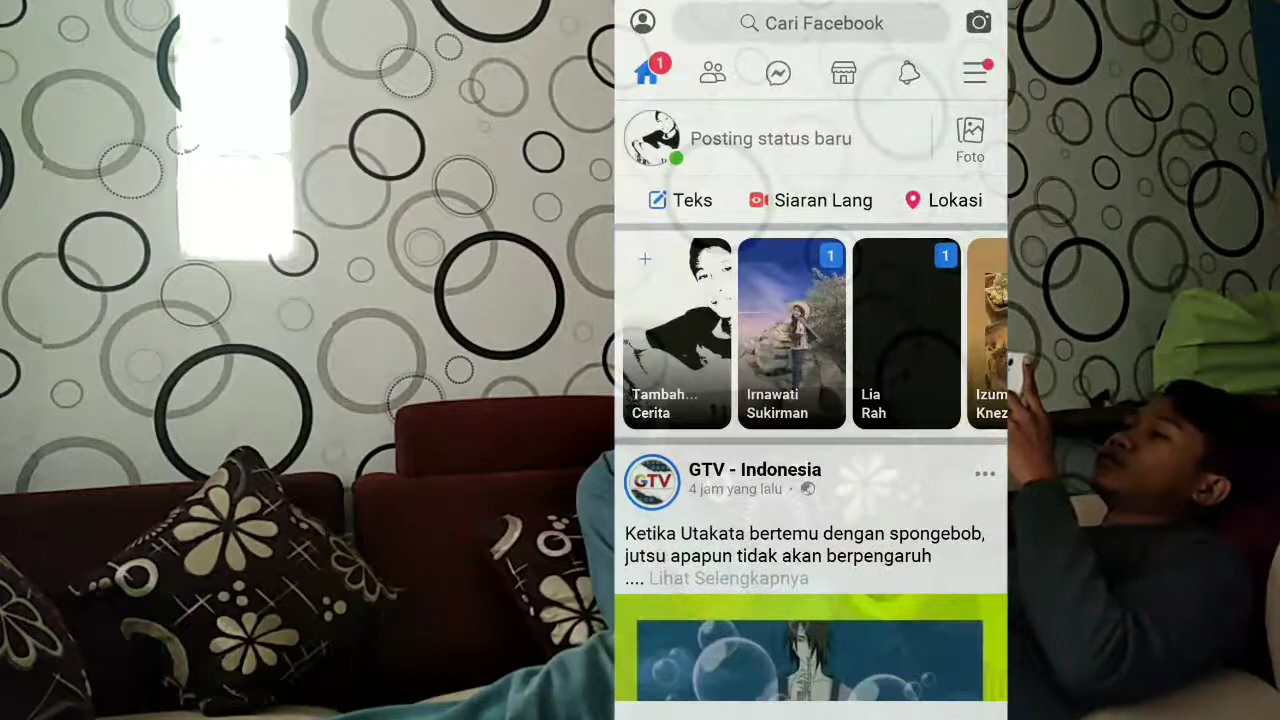 Cari Facebook
1
Posting status baru
Foto
Teks
Siaran Lang
Lokasi
1
1
Tambah...
Cerita
Irnawati
Sukirman
Lia
Rah
Izum
Knez
GTV
GTV - Indonesia
4 jam yang lalu ·
Ketika Utakata bertemu dengan spongebob,
jutsu apapun tidak akan berpengaruh
.... Lihat Selengkapnya